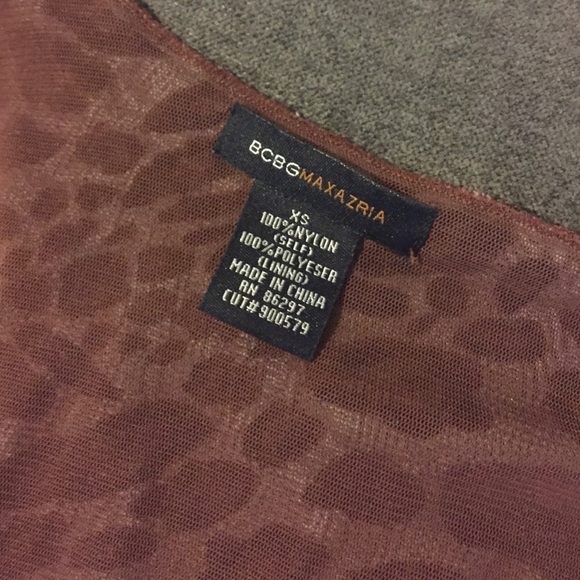 BCBGMAXAZRIA
XS
100%NYLON
(SELF)
100%POLYESER
(LINING)
MADE IN CHINA
RN 86297
CUT#900579